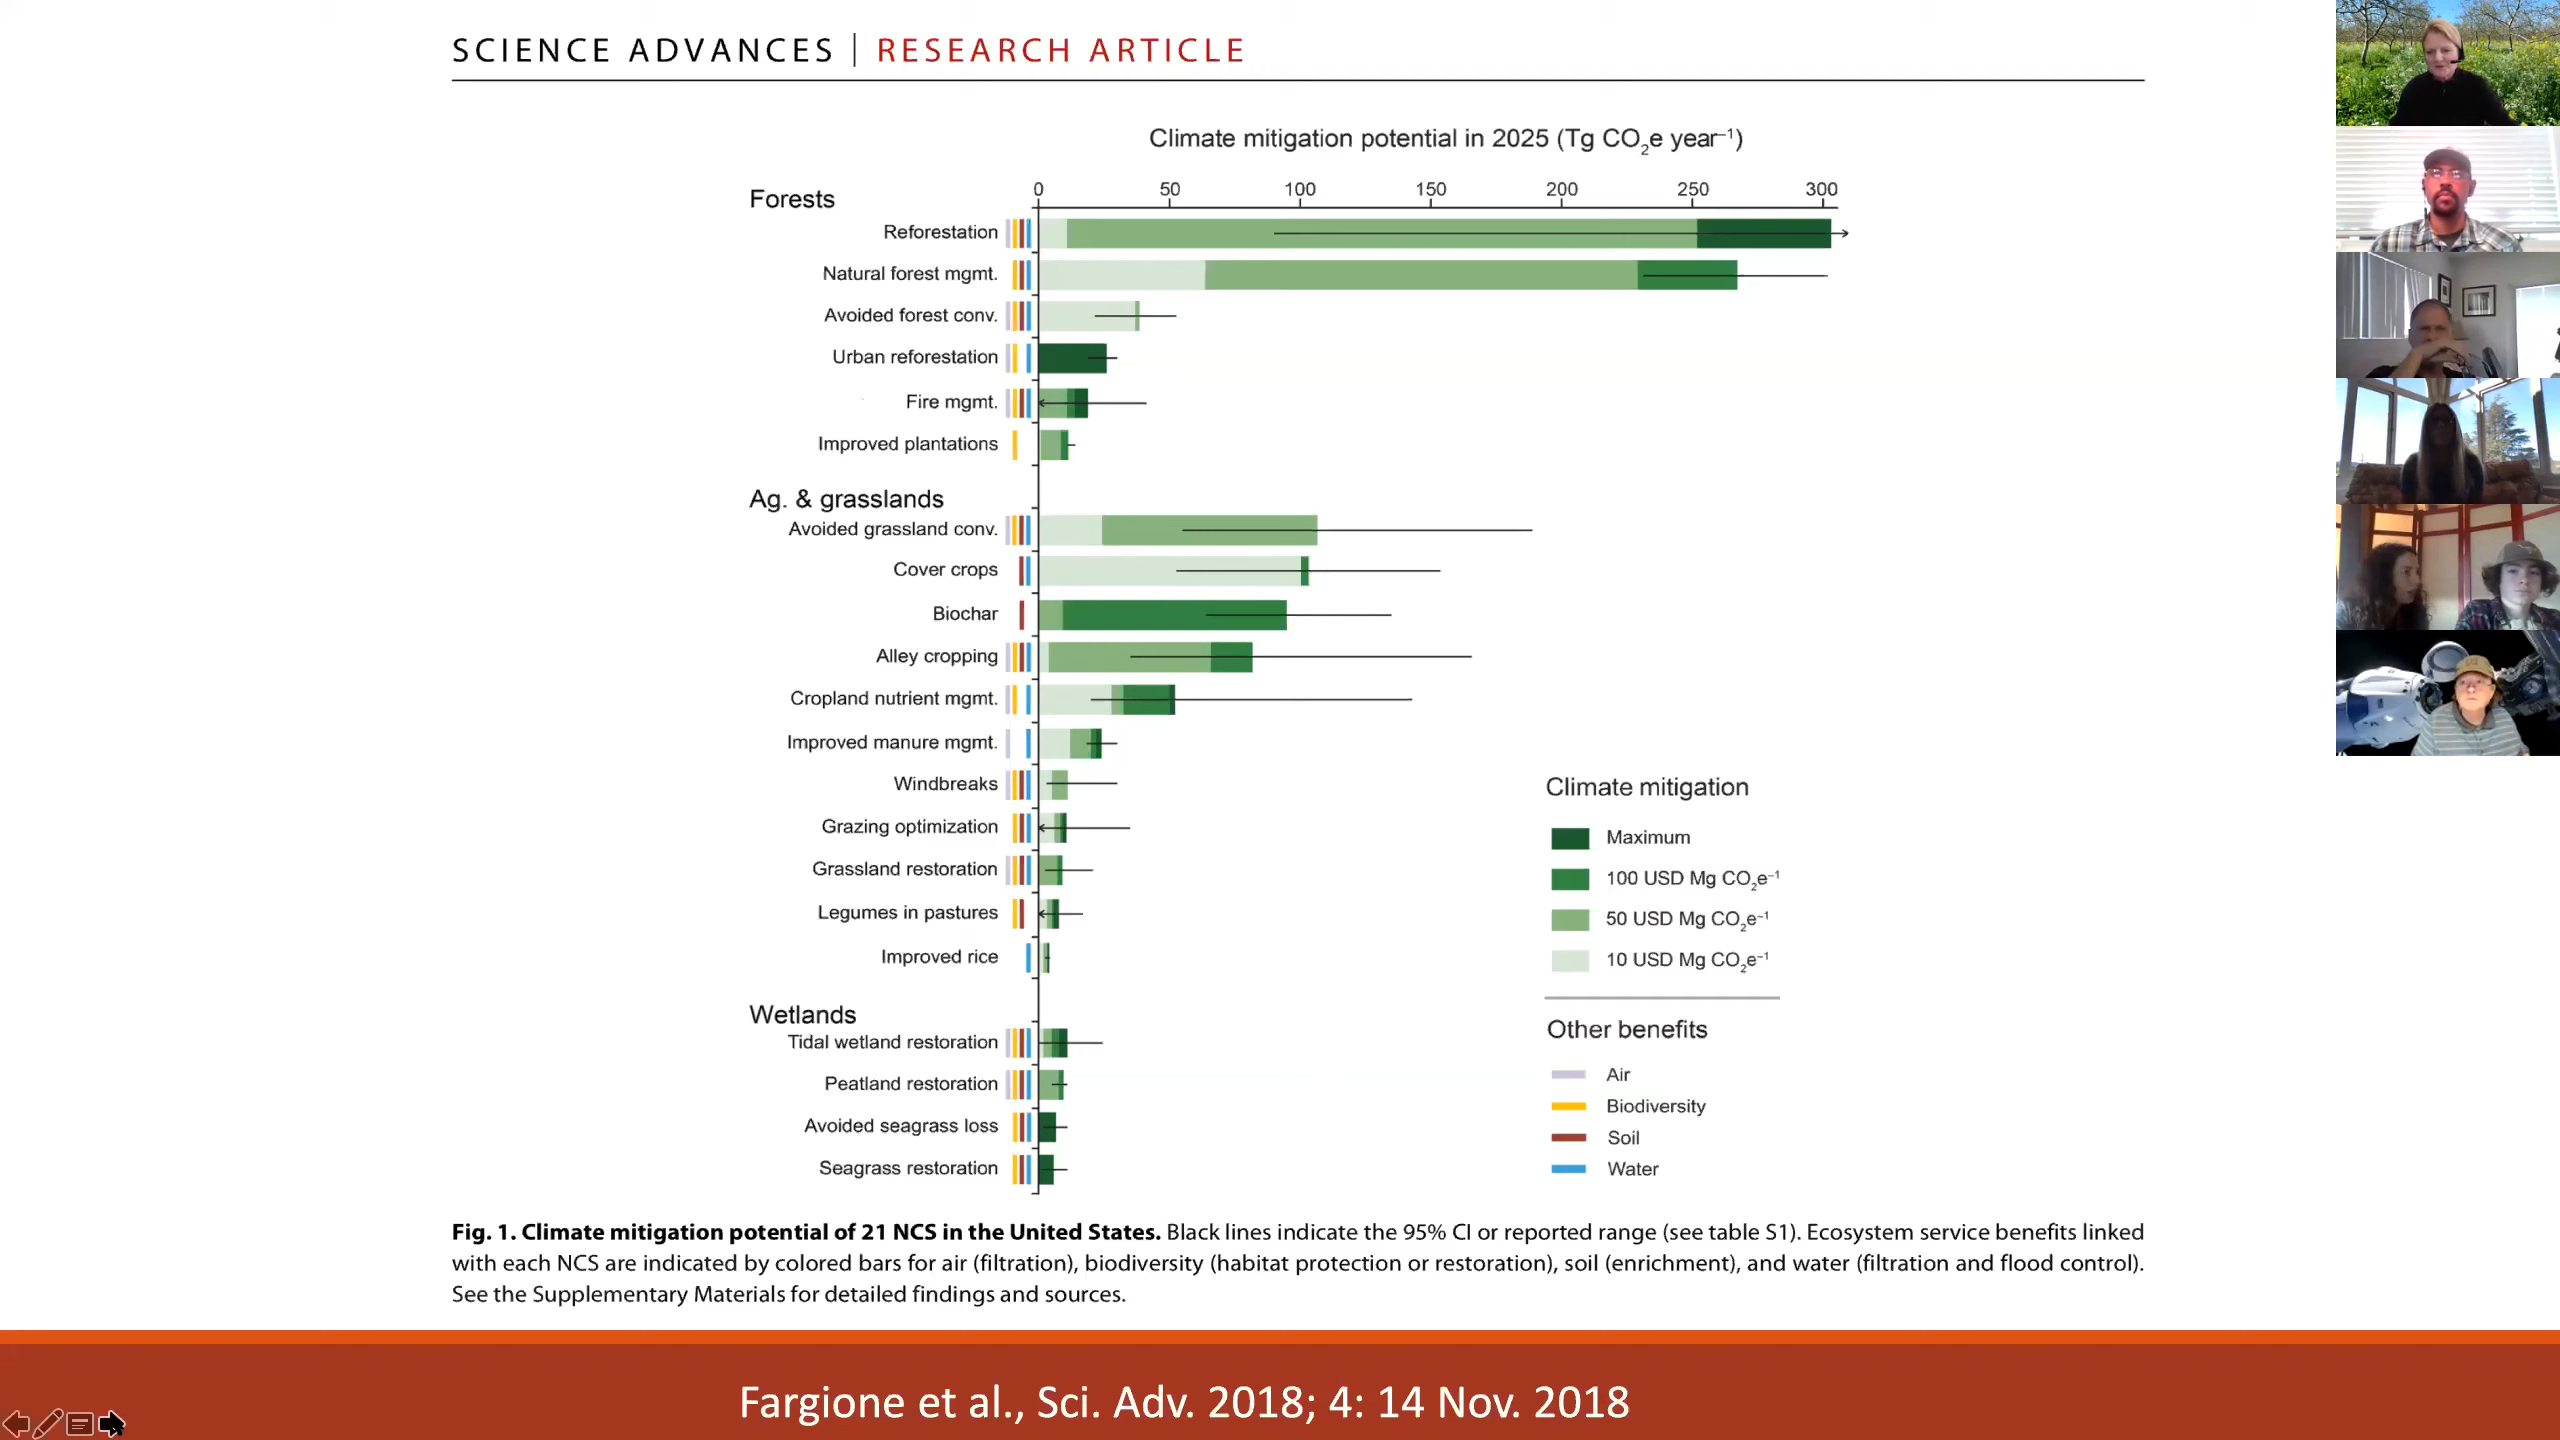 SCIENCE ADVANCES | RESEARCH ARTICLE
Climate mitigation potential in 2025 (Tg CO₂e year⁻¹)
0 50 100 150 200 250 300
Forests
Reforestation
Natural forest mgmt.
Avoided forest conv.
Urban reforestation
Fire mgmt.
Improved plantations
Ag. & grasslands
Avoided grassland conv.
Cover crops
Biochar
Alley cropping
Cropland nutrient mgmt.
Improved manure mgmt.
Windbreaks
Grazing optimization
Grassland restoration
Legumes in pastures
Improved rice
Wetlands
Tidal wetland restoration
Peatland restoration
Avoided seagrass loss
Seagrass restoration
Climate mitigation
Maximum
100 USD Mg CO₂e⁻¹
50 USD Mg CO₂e⁻¹
10 USD Mg CO₂e⁻¹
Other benefits
Air
Biodiversity
Soil
Water
Fig. 1. Climate mitigation potential of 21 NCS in the United States. Black lines indicate the 95% CI or reported range (see table S1). Ecosystem service benefits linked
with each NCS are indicated by colored bars for air (filtration), biodiversity (habitat protection or restoration), soil (enrichment), and water (filtration and flood control).
See the Supplementary Materials for detailed findings and sources.
Fargione et al., Sci. Adv. 2018; 4: 14 Nov. 2018